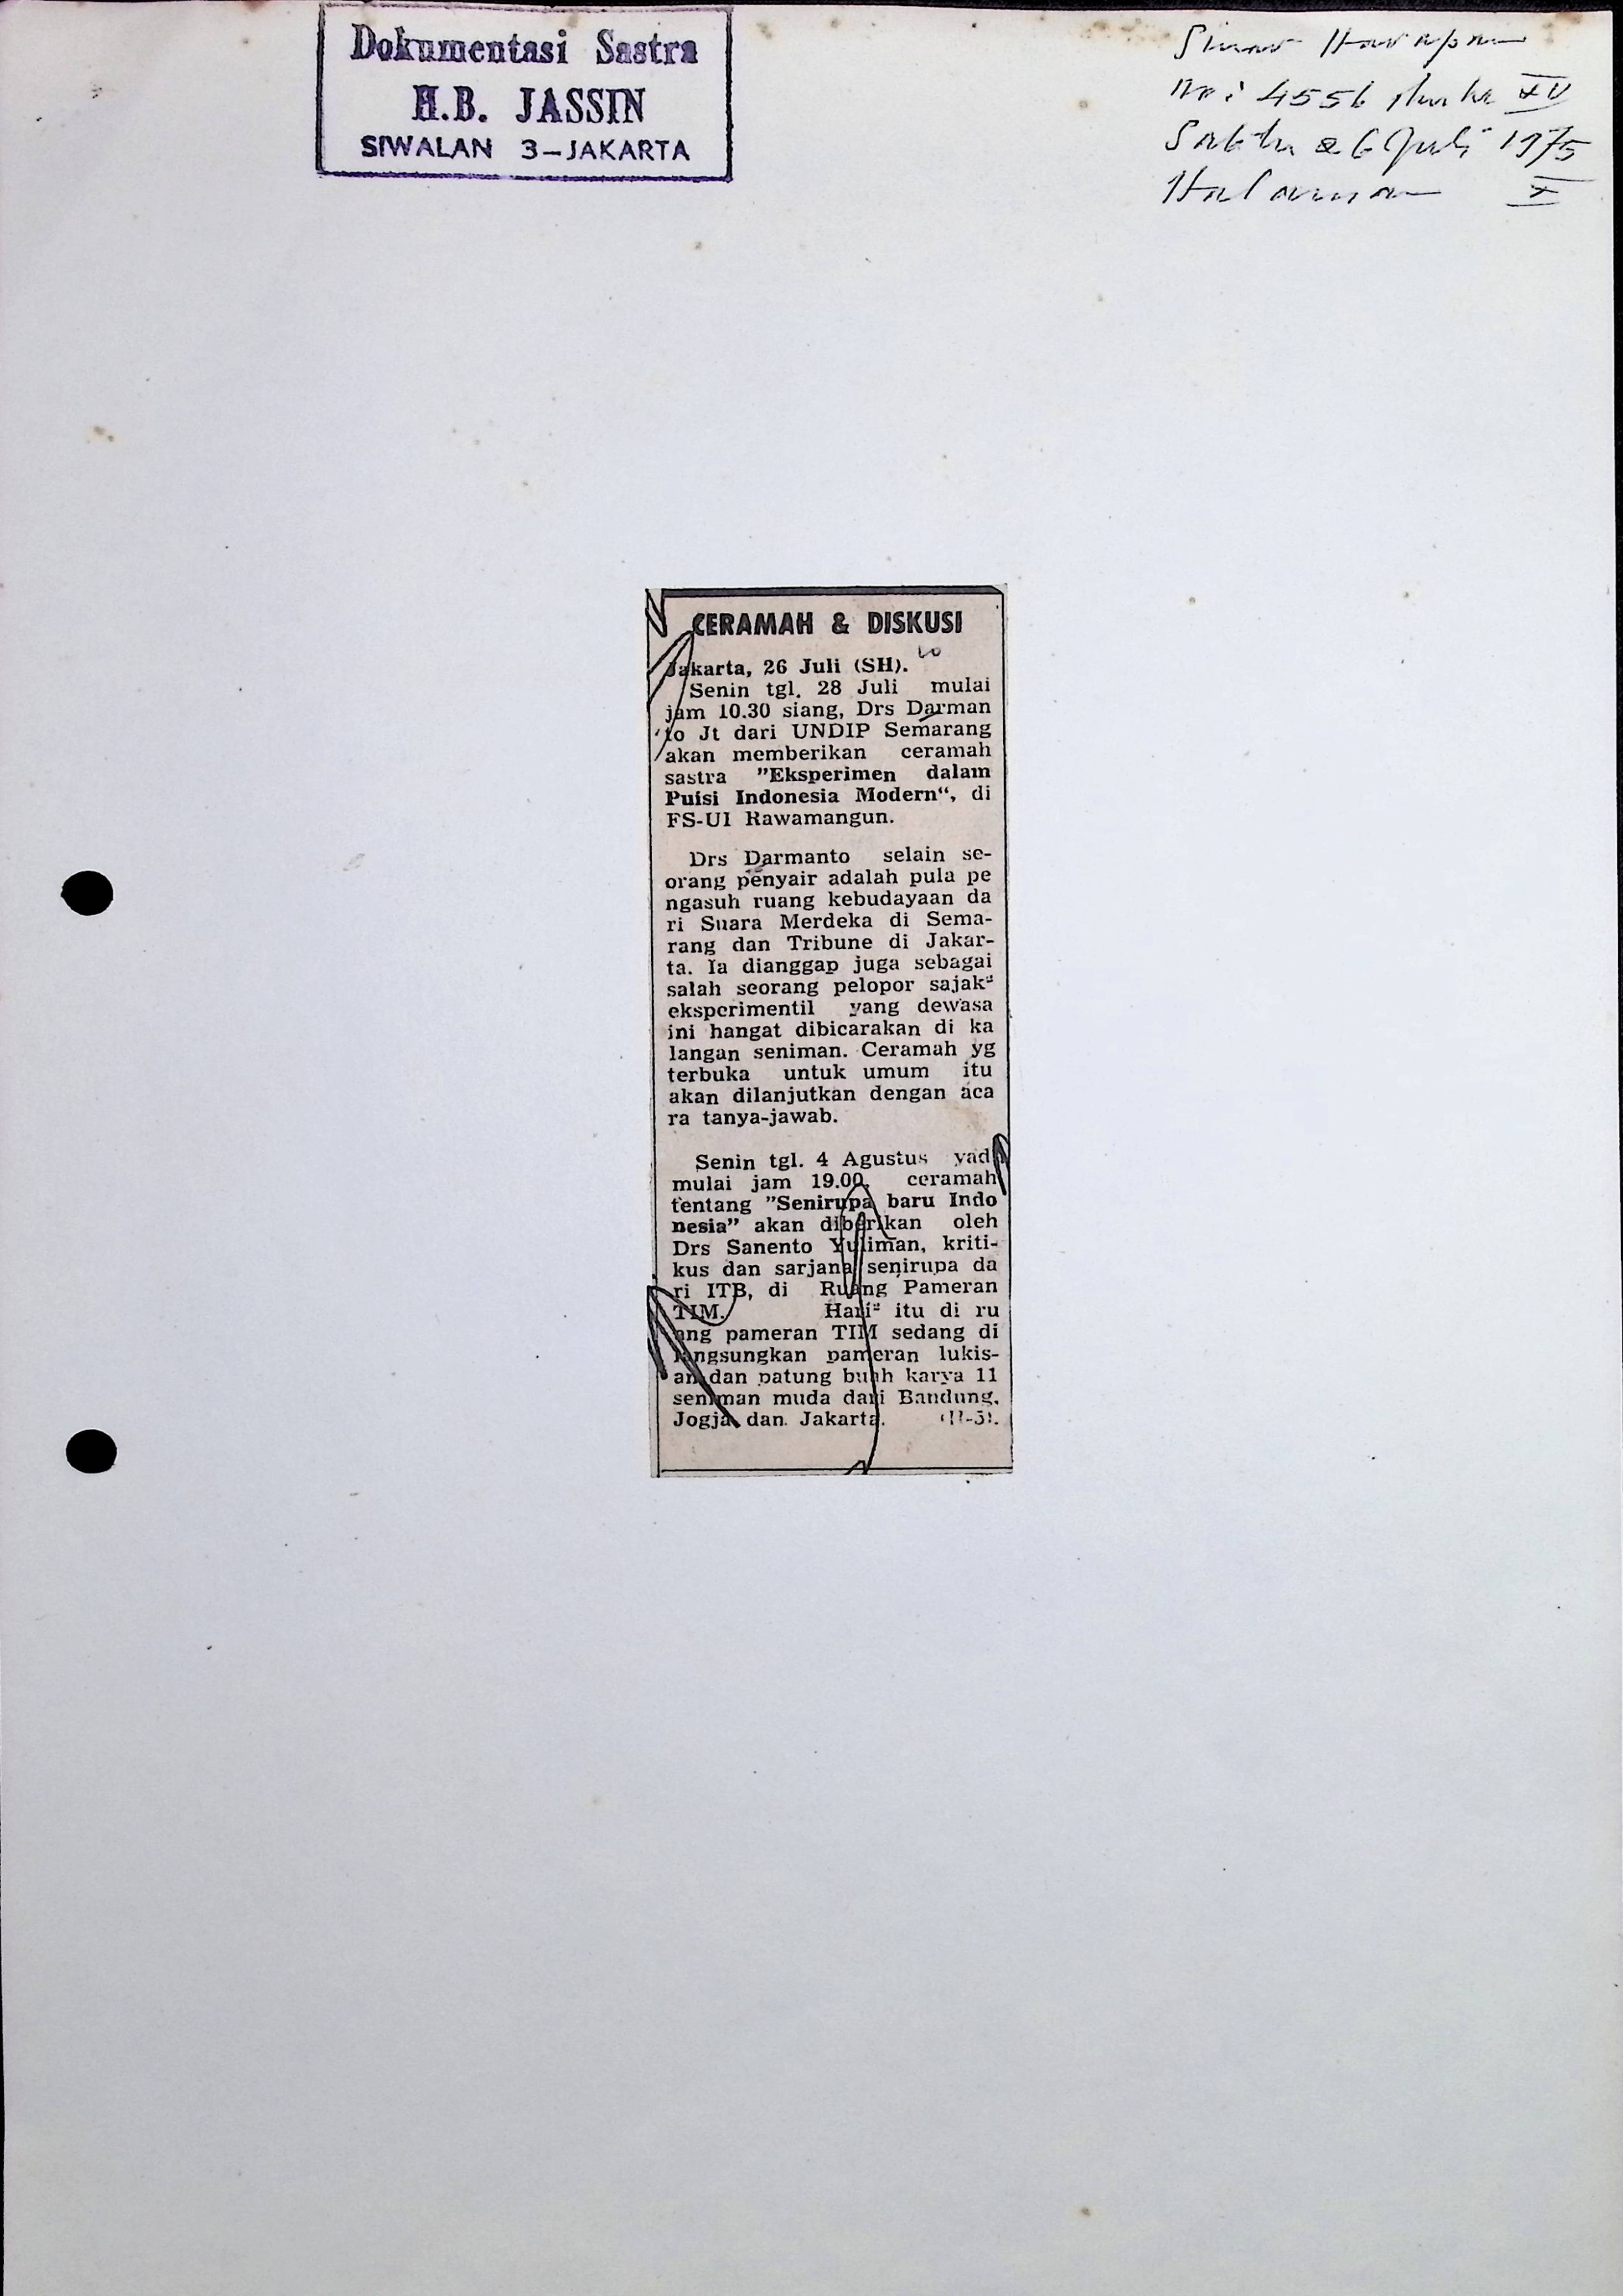 Dokumentasi Sastra
H.B. JASSIN
SIWALAN 3-JAKARTA
Sinar Harapan
No: 4556 XV
Sabtu 26 Juli 1975
Halaman X
CERAMAH & DISKUSI
Jakarta, 26 Juli (SH).
Senin tgl. 28 Juli mulai
jam 10.30 siang, Drs Darman
to Jt dari UNDIP Semarang
akan memberikan ceramah
sastra ”Eksperimen dalam
Puisi Indonesia Modern“, di
FS-UI Rawamangun.
Drs Darmanto selain se-
orang penyair adalah pula pe
ngasuh ruang kebudayaan da
ri Suara Merdeka di Sema-
rang dan Tribune di Jakar-
ta. Ia dianggap juga sebagai
salah seorang pelopor sajak²
eksperimentil yang dewasa
ini hangat dibicarakan di ka
langan seniman. Ceramah yg
terbuka untuk umum itu
akan dilanjutkan dengan aca
ra tanya-jawab.
Senin tgl. 4 Agustus yad
mulai jam 19.00, ceramah
tentang ”Senirupa baru Indo
nesia” akan diberikan oleh
Drs Sanento Yuliman, kriti-
kus dan sarjana senirupa da
ri ITB, di Ruang Pameran
TIM. Hari² itu di ru
ang pameran TIM sedang di
langsungkan pameran lukis-
an dan patung buah karya 11
seniman muda dari Bandung,
Jogja dan Jakarta. (H-5).